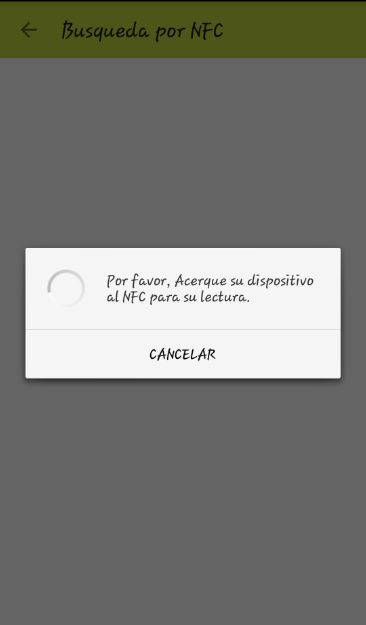 Busqueda por NFC
Por favor, Acerque su dispositivo
al NFC para su lectura.
CANCELAR